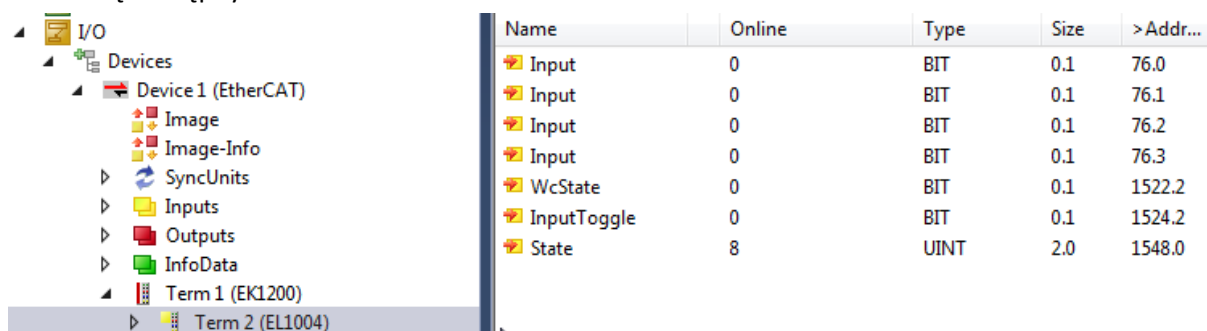 I/O
Devices
Device 1 (EtherCAT)
Image
Image-Info
SyncUnits
Inputs
Outputs
InfoData
Term 1 (EK1200)
Term 2 (EL1004)
Name Online Type Size >Addr...
Input 0 BIT 0.1 76.0
Input 0 BIT 0.1 76.1
Input 0 BIT 0.1 76.2
Input 0 BIT 0.1 76.3
WcState 0 BIT 0.1 1522.2
InputToggle 0 BIT 0.1 1524.2
State 8 UINT 2.0 1548.0